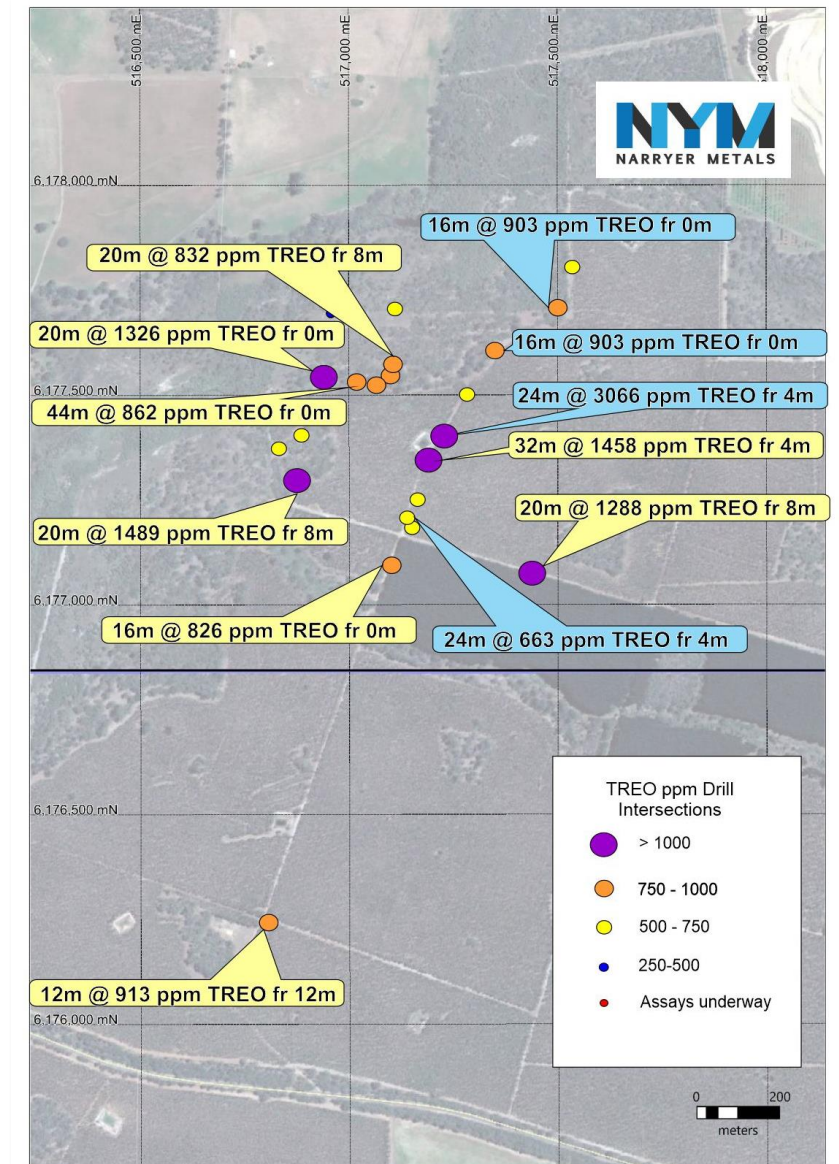 516,500 mE
517,000 mE
517,500 mE
518,000 mE
NYM
NARRYER METALS
6,178,000 mN
16m @ 903 ppm TREO fr 0m
20m @ 832 ppm TREO fr 8m
20m @ 1326 ppm TREO fr 0m
16m @ 903 ppm TREO fr 0m
6,177,500 mN
24m @ 3066 ppm TREO fr 4m
44m @ 862 ppm TREO fr 0m
32m @ 1458 ppm TREO fr 4m
20m @ 1288 ppm TREO fr 8m
20m @ 1489 ppm TREO fr 8m
6,177,000 mN
16m @ 826 ppm TREO fr 0m
24m @ 663 ppm TREO fr 4m
6,176,500 mN
TREO ppm Drill
Intersections
> 1000
750 - 1000
500 - 750
250-500
Assays underway
12m @ 913 ppm TREO fr 12m
6,176,000 mN
0 200
meters